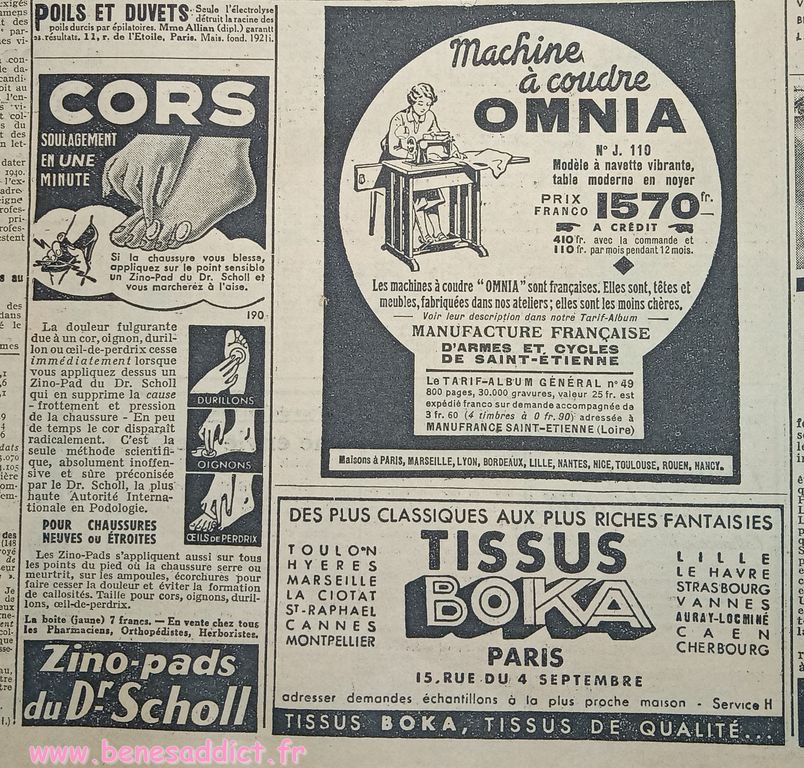 POILS ET DUVETS Seule l'électrolyse
détruit la racine des
poils durcis par épilatoires. Mme Allian (dipl.) garantt
résultats. 11, r. de l'Etoile, Paris. Mais. fond. 1921.
CORS
SOULAGEMENT
EN UNE
MINUTE
Si la chaussure vous blesse,
appliquez sur le point sensible
un Zino-Pad du Dr. Scholl et
vous marcherez à l'aise.
190
La douleur fulgurante
due à un cor, oignon, duril-
lon ou œil-de-perdrix cesse
immédiatement lorsque
vous appliquez dessus un
Zino-Pad du Dr. Scholl
qui en supprime la cause
- frottement et pression
de la chaussure - En peu
de temps le cor disparaît
radicalement. C'est la
seule méthode scientifi-
que, absolument inoffen-
sive et sûre préconisée
par le Dr. Scholl, la plus
haute Autorité Interna-
tionale en Podologie.
DURILLONS
OIGNONS
ŒILS DE PERDRIX
POUR CHAUSSURES
NEUVES ou ÉTROITES
Les Zino-Pads s'appliquent aussi sur tous
les points du pied où la chaussure serre ou
meurtrit, sur les ampoules, écorchures pour
faire cesser la douleur et éviter la formation
de callosités. Taille pour cors, oignons, duril-
lons, œil-de-perdrix.
La boîte (jaune) 7 francs. — En vente chez tous
les Pharmaciens, Orthopédistes, Herboristes.
Zino-pads
du Dr Scholl
Machine
à coudre
OMNIA
N° J. 110
Modèle à navette vibrante,
table moderne en noyer
PRIX
FRANCO 1570 fr.
A CRÉDIT
410 fr. avec la commande et
110 fr. par mois pendant 12 mois.
Les machines à coudre "OMNIA" sont françaises. Elles sont, têtes et
meubles, fabriquées dans nos ateliers ; elles sont les moins chères.
Voir leur description dans notre Tarif-Album
MANUFACTURE FRANÇAISE
D'ARMES ET CYCLES
DE SAINT-ÉTIENNE
Le TARIF-ALBUM GÉNÉRAL n° 49
800 pages, 30.000 gravures, valeur 25 fr. est
expédié franco sur demande accompagnée de
3 fr. 60 (4 timbres à 0 fr. 90) adressée à
MANUFRANCE SAINT-ETIENNE (Loire)
Maisons à PARIS, MARSEILLE, LYON, BORDEAUX, LILLE, NANTES, NICE, TOULOUSE, ROUEN, NANCY.
DES PLUS CLASSIQUES AUX PLUS RICHES FANTAISIES
TISSUS
BOKA
PARIS
15, RUE DU 4 SEPTEMBRE
TOULON
HYERES
MARSEILLE
LA CIOTAT
ST-RAPHAEL
CANNES
MONTPELLIER
LILLE
LE HAVRE
STRASBOURG
VANNES
AURAY-LOCMINÉ
CAEN
CHERBOURG
adresser demandes échantillons à la plus proche maison - Service H
TISSUS BOKA, TISSUS DE QUALITÉ...
www.benesaddict.fr